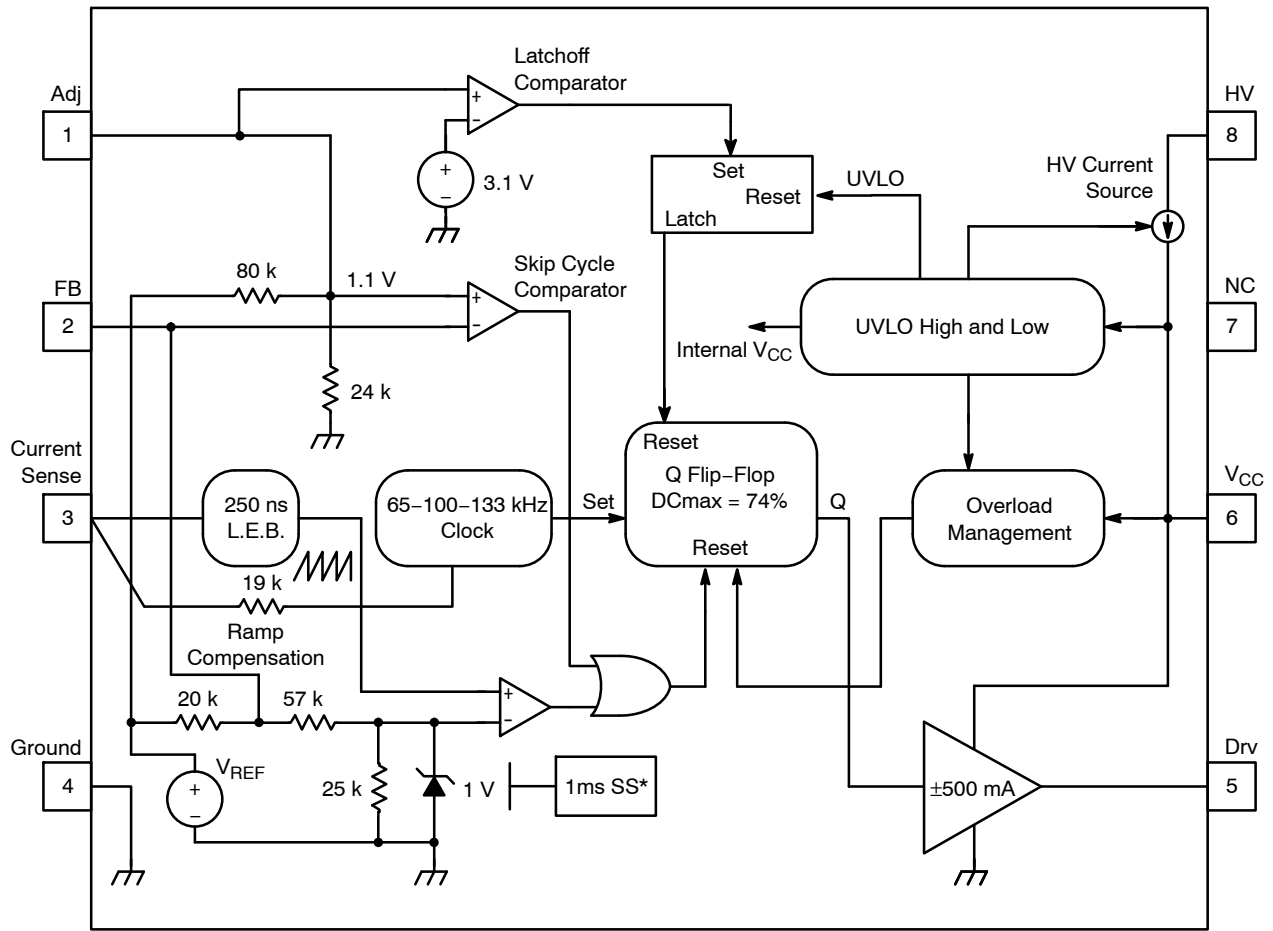 Adj
1
Latchoff
Comparator
+
−
+
−
3.1 V
Set
Reset
Latch
UVLO
HV
8
HV Current
Source
FB
2
80 k
1.1 V
Skip Cycle
Comparator
+
−
24 k
Internal VCC
UVLO High and Low
NC
7
Current
Sense
3
250 ns
L.E.B.
65−100−133 kHz
Clock
Set
Reset
Q Flip−Flop
DCmax = 74%
Reset
Q
Overload
Management
VCC
6
19 k
Ramp
Compensation
20 k
57 k
+
−
Ground
4
VREF
+
−
25 k
1 V
1ms SS*
±500 mA
Drv
5